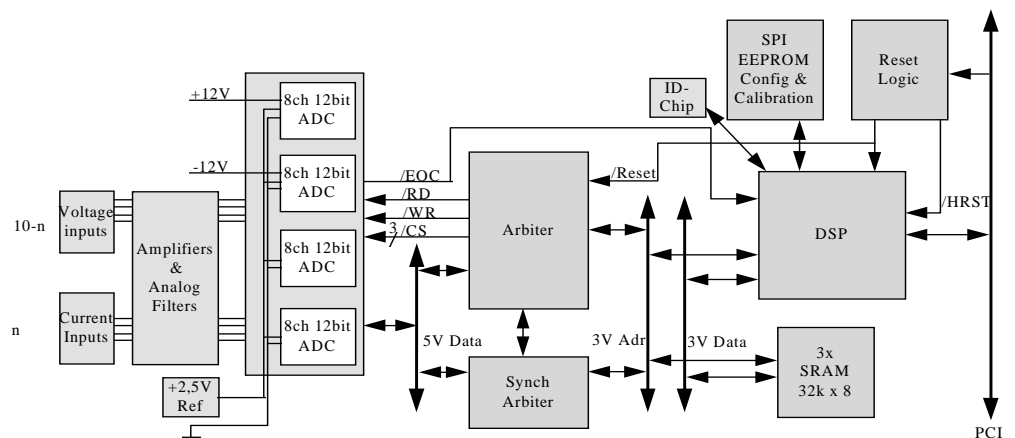 SPI
EEPROM
Config &
Calibration
Reset
Logic
ID-
Chip
+12V
8ch 12bit
ADC
-12V
8ch 12bit
ADC
/EOC
/RD
/WR
3
/CS
/Reset
/HRST
Voltage
inputs
10-n
Amplifiers
&
Analog
Filters
Arbiter
DSP
8ch 12bit
ADC
Current
Inputs
n
8ch 12bit
ADC
5V Data
3V Adr
3V Data
3x
SRAM
32k x 8
Synch
Arbiter
+2,5V
Ref
PCI